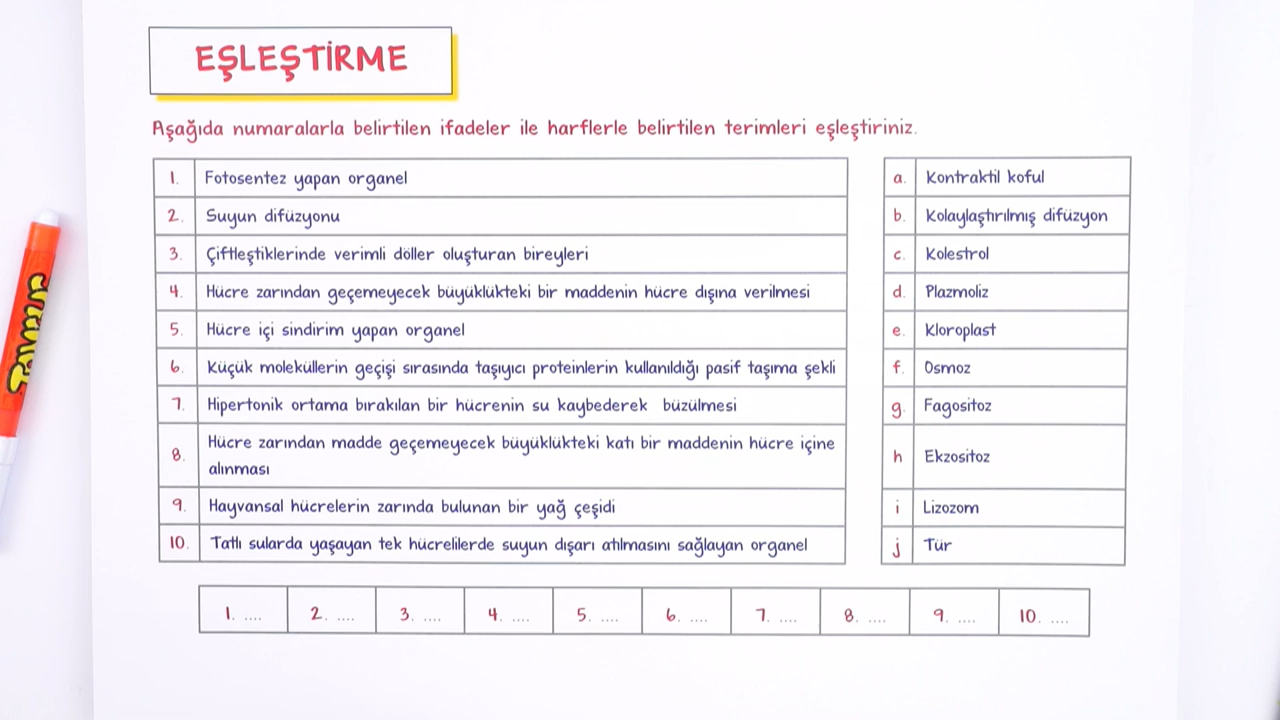 EŞLEŞTİRME
Aşağıda numaralarla belirtilen ifadeler ile harflerle belirtilen terimleri eşleştiriniz.
1. Fotosentez yapan organel
2. Suyun difüzyonu
3. Çiftleştiklerinde verimli döller oluşturan bireyleri
4. Hücre zarından geçemeyecek büyüklükteki bir maddenin hücre dışına verilmesi
5. Hücre içi sindirim yapan organel
6. Küçük moleküllerin geçişi sırasında taşıyıcı proteinlerin kullanıldığı pasif taşıma şekli
7. Hipertonik ortama bırakılan bir hücrenin su kaybederek büzülmesi
8. Hücre zarından madde geçemeyecek büyüklükteki katı bir maddenin hücre içine
alınması
9. Hayvansal hücrelerin zarında bulunan bir yağ çeşidi
10. Tatlı sularda yaşayan tek hücrelilerde suyun dışarı atılmasını sağlayan organel
a. Kontraktil koful
b. Kolaylaştırılmış difüzyon
c. Kolestrol
d. Plazmoliz
e. Kloroplast
f. Osmoz
g. Fagositoz
h Ekzositoz
i Lizozom
j Tür
1. .... 2. .... 3. .... 4. .... 5. .... 6. .... 7. .... 8. .... 9. .... 10. ....